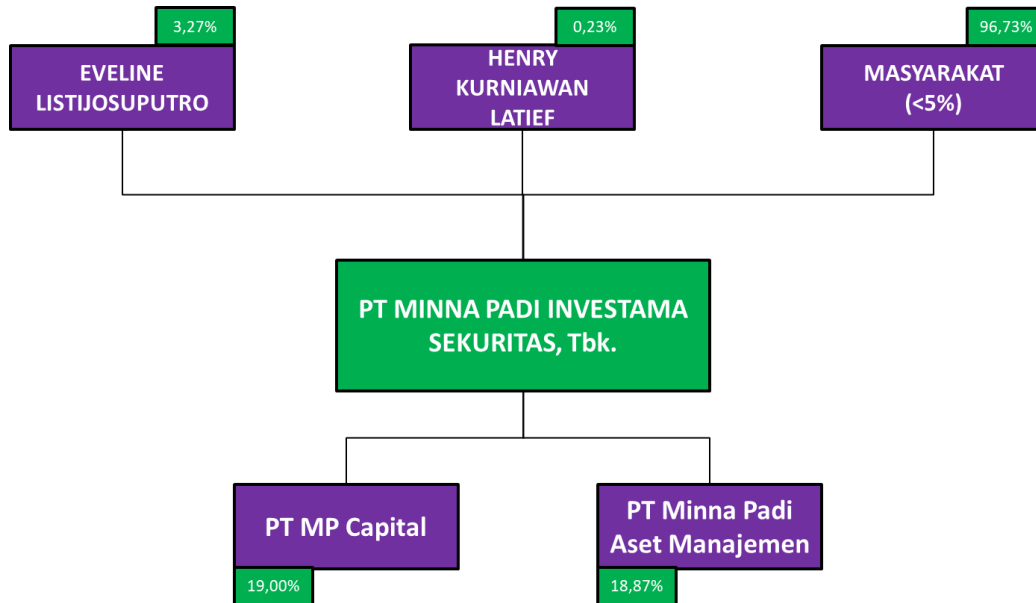 3,27%
EVELINE
LISTIJOSUPUTRO
0,23%
HENRY
KURNIAWAN
LATIEF
96,73%
MASYARAKAT
(<5%)
PT MINNA PADI INVESTAMA
SEKURITAS, Tbk.
PT MP Capital
19,00%
PT Minna Padi
Aset Manajemen
18,87%